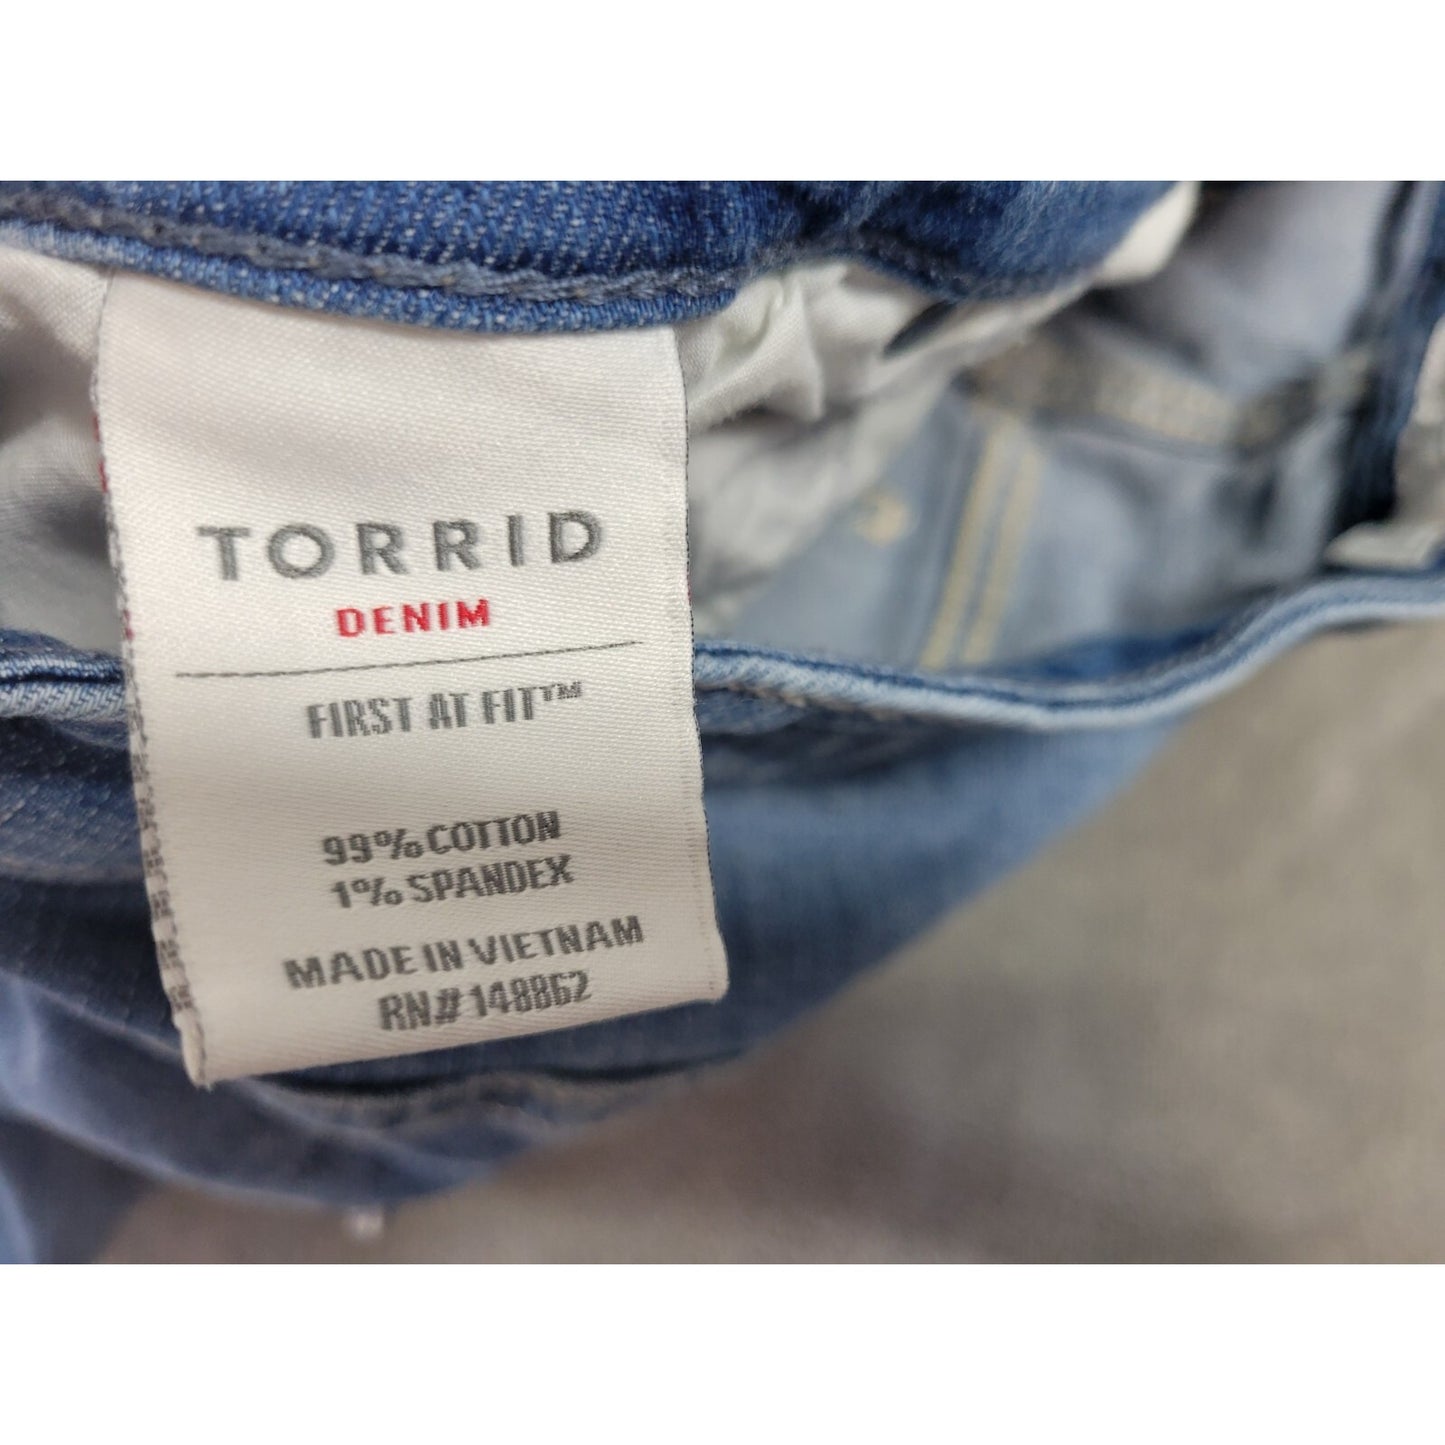 TORRID
DENIM
FIRST AT FIT™
99% COTTON
1% SPANDEX
MADE IN VIETNAM
RN# 148862